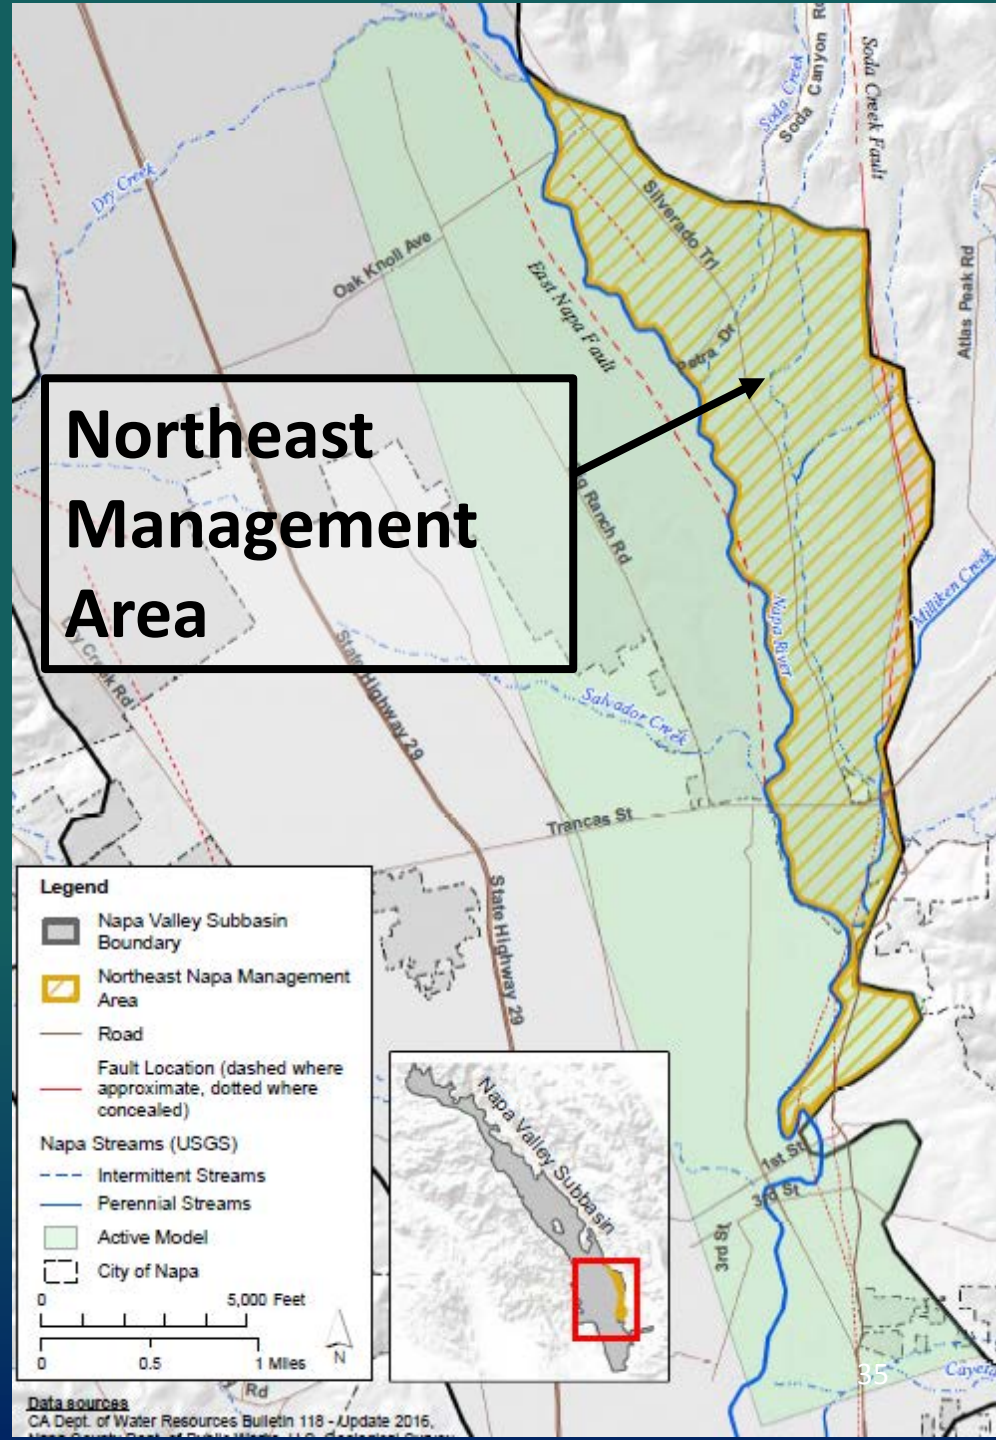 Soda Creek
Soda Canyon Rd
Soda Creek Fault
Dry Creek
Silverado Trl
Oak Knoll Ave
Atlas Peak Rd
East Napa Fault
Petra Dr
Northeast
Management
Area
Ranch Rd
Milliken Creek
Napa River
State Highway 29
Salvador Creek
Trancas St
State Highway 29
Legend
Napa Valley Subbasin
Boundary
Northeast Napa Management
Area
Road
Fault Location (dashed where
approximate, dotted where
concealed)
Napa Streams (USGS)
Intermittent Streams
Perennial Streams
Active Model
City of Napa
0 5,000 Feet
0 0.5 1 Miles
N
Napa Valley Subbasin
1st St
3rd St
3rd St
35
Rd
Data sources
CA Dept. of Water Resources Bulletin 118 - Update 2016,